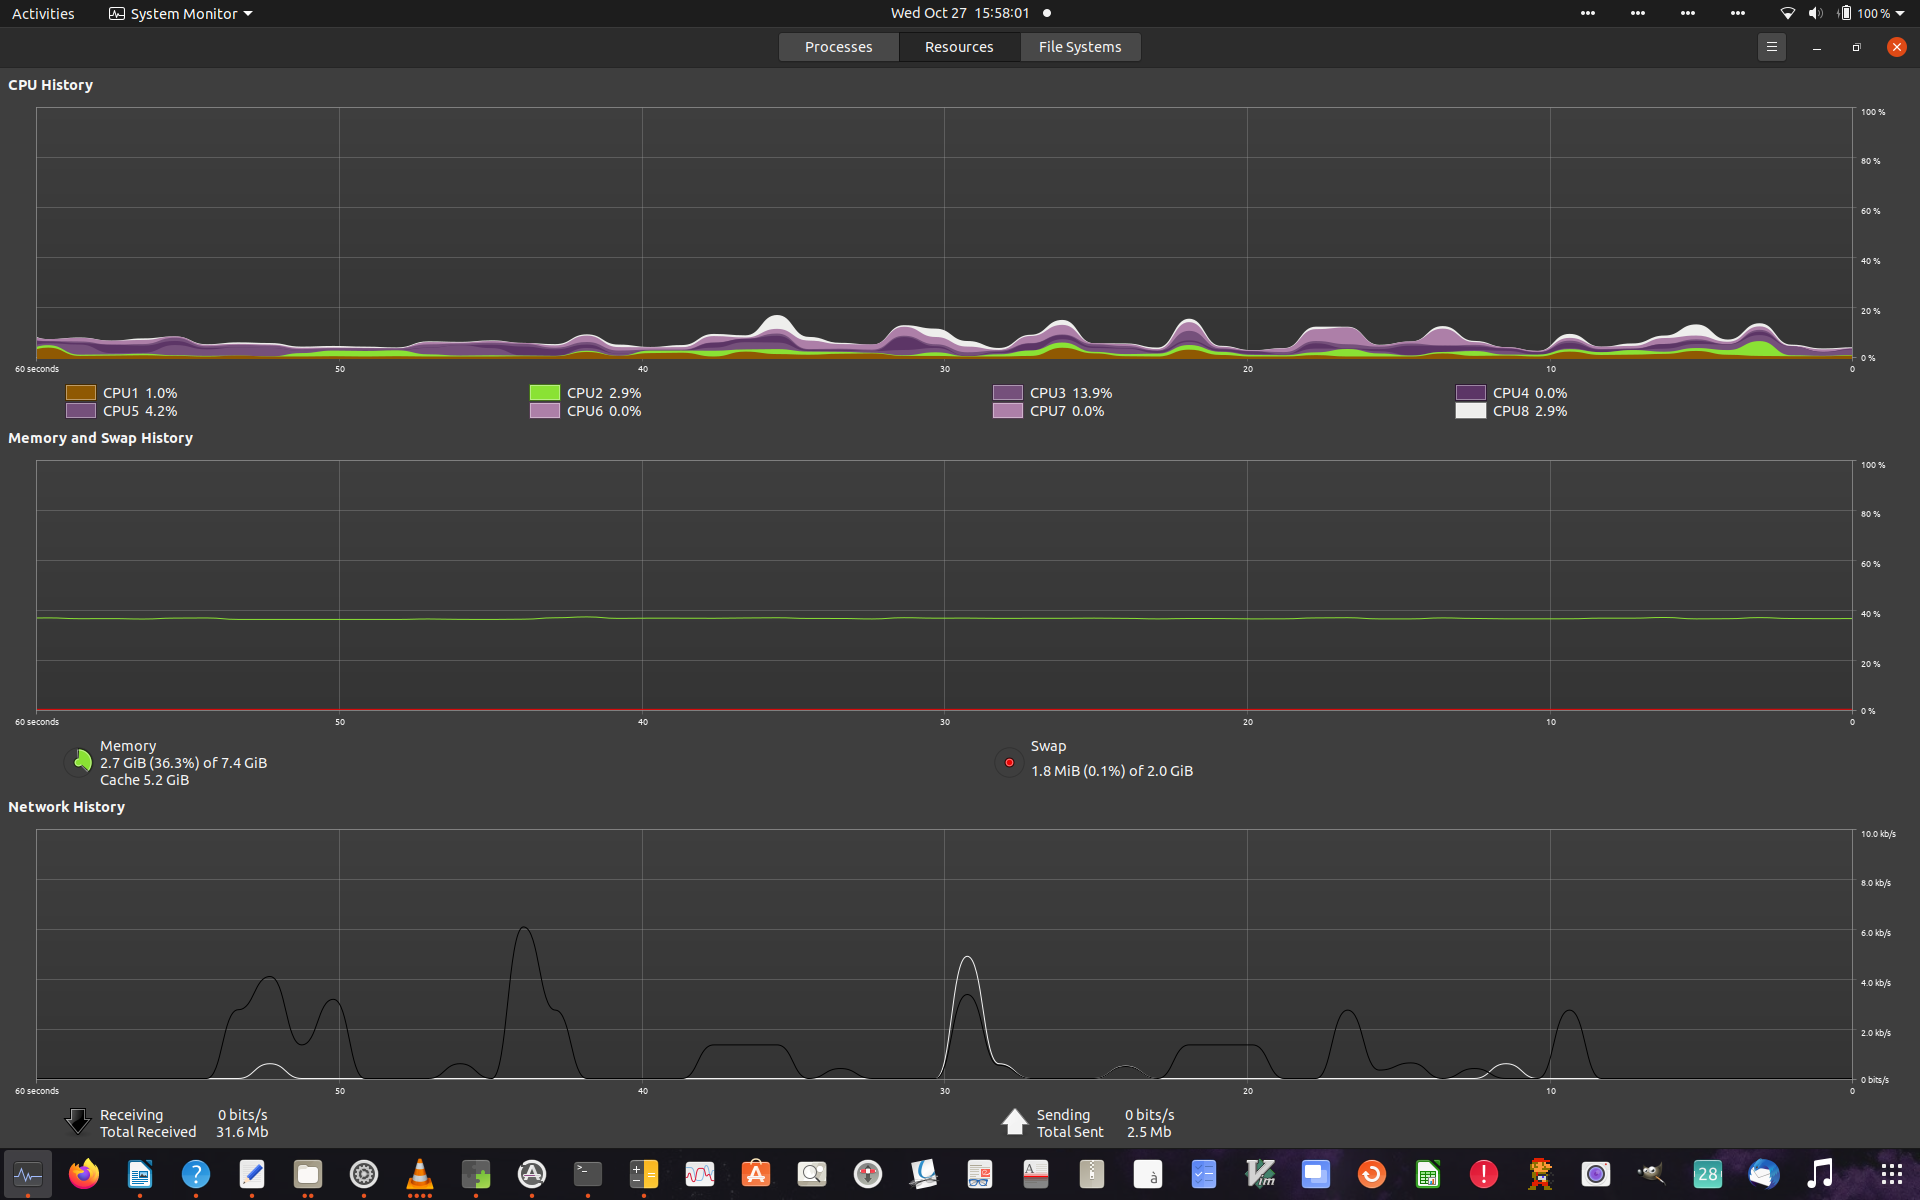 Activities System Monitor Wed Oct 27 15:58:01 100 %
Processes Resources File Systems
CPU History
100 %
80 %
60 %
40 %
20 %
0 %
60 seconds 50 40 30 20 10 0
CPU1 1.0% CPU2 2.9% CPU3 13.9% CPU4 0.0%
CPU5 4.2% CPU6 0.0% CPU7 0.0% CPU8 2.9%
Memory and Swap History
100 %
80 %
60 %
40 %
20 %
0 %
60 seconds 50 40 30 20 10 0
Memory Swap
2.7 GiB (36.3%) of 7.4 GiB
1.8 MiB (0.1%) of 2.0 GiB
Cache 5.2 GiB
Network History
10.0 kb/s
8.0 kb/s
6.0 kb/s
4.0 kb/s
2.0 kb/s
0 bits/s
60 seconds 50 40 30 20 10 0
Receiving 0 bits/s Sending 0 bits/s
Total Received 31.6 Mb Total Sent 2.5 Mb
? >_ A à Vim ! 28